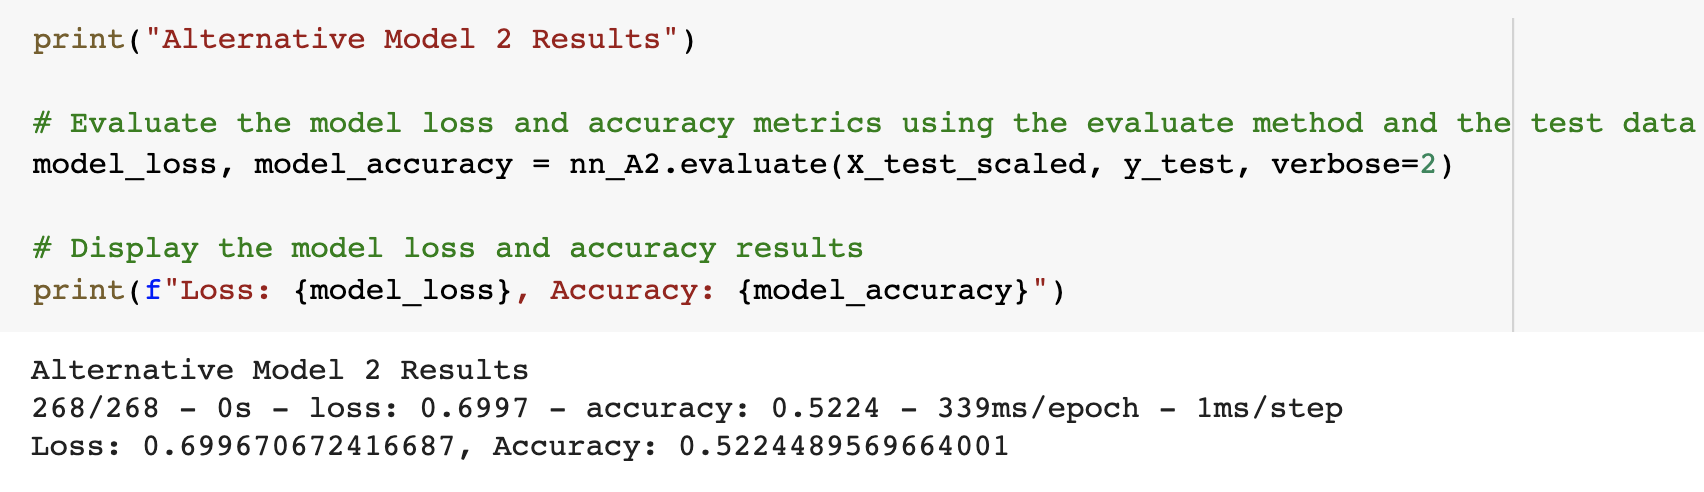 print("Alternative Model 2 Results")
# Evaluate the model loss and accuracy metrics using the evaluate method and the test data
model_loss, model_accuracy = nn_A2.evaluate(X_test_scaled, y_test, verbose=2)
# Display the model loss and accuracy results
print(f"Loss: {model_loss}, Accuracy: {model_accuracy}")
Alternative Model 2 Results
268/268 - 0s - loss: 0.6997 - accuracy: 0.5224 - 339ms/epoch - 1ms/step
Loss: 0.699670672416687, Accuracy: 0.5224489569664001